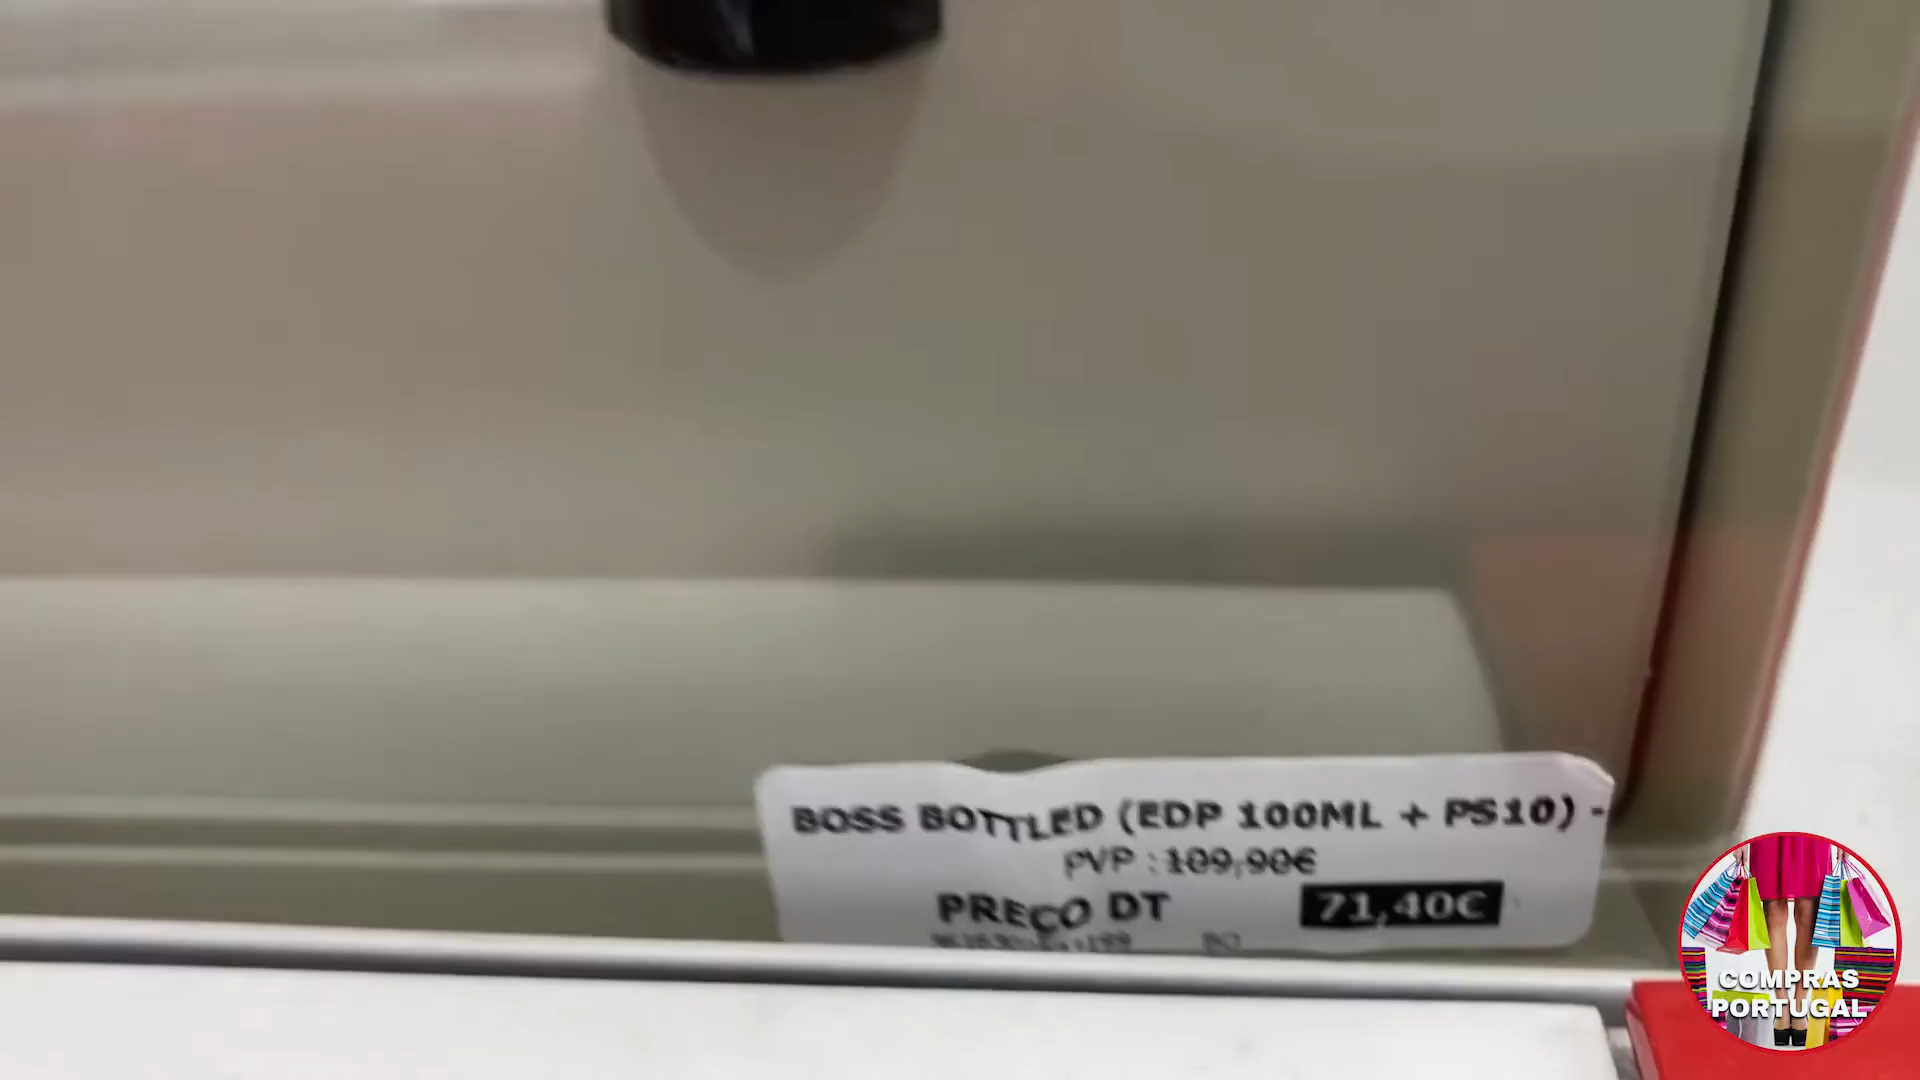 BOSS BOTTLED (EDP 100ML + PS10) -
PVP : 109,90€
PREÇO DT 71,40€
COMPRAS
PORTUGAL